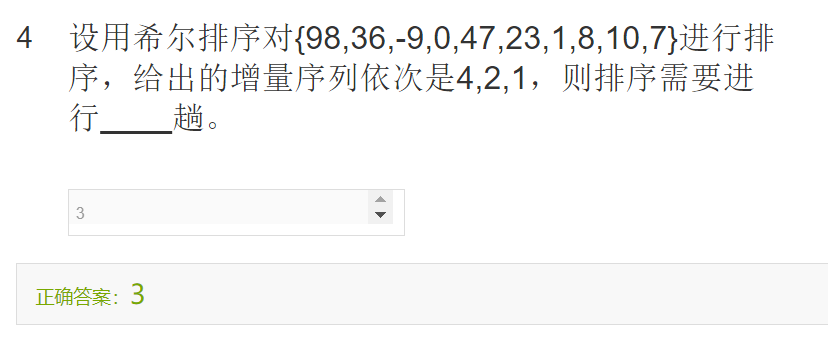 4 设用希尔排序对{98,36,-9,0,47,23,1,8,10,7}进行排
序，给出的增量序列依次是4,2,1，则排序需要进
行____趟。
3
正确答案：3